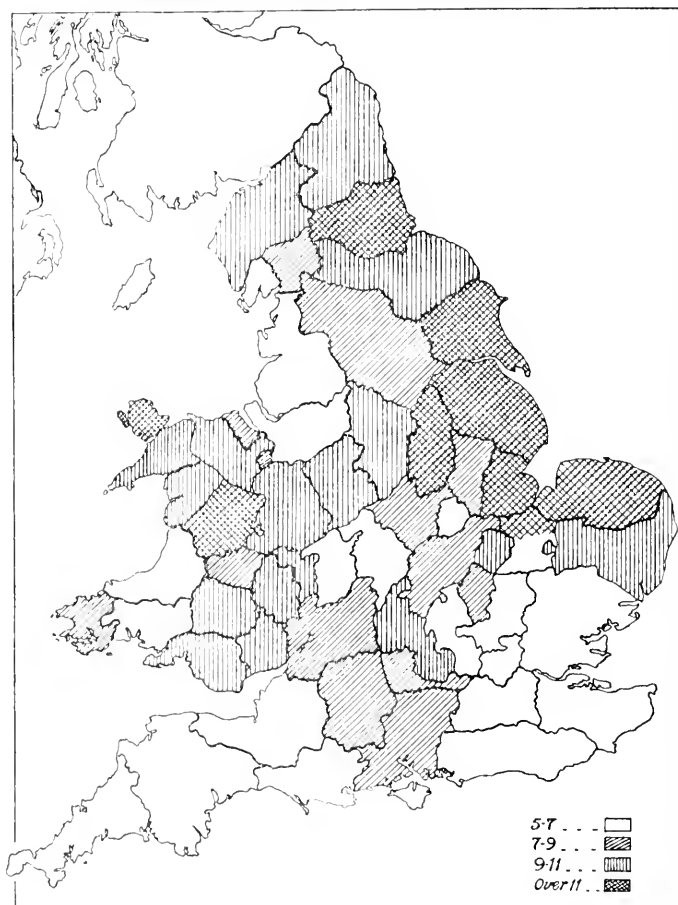 5-7 . . . .
7-9 . . . .
9-11 . . . .
Over 11 . .